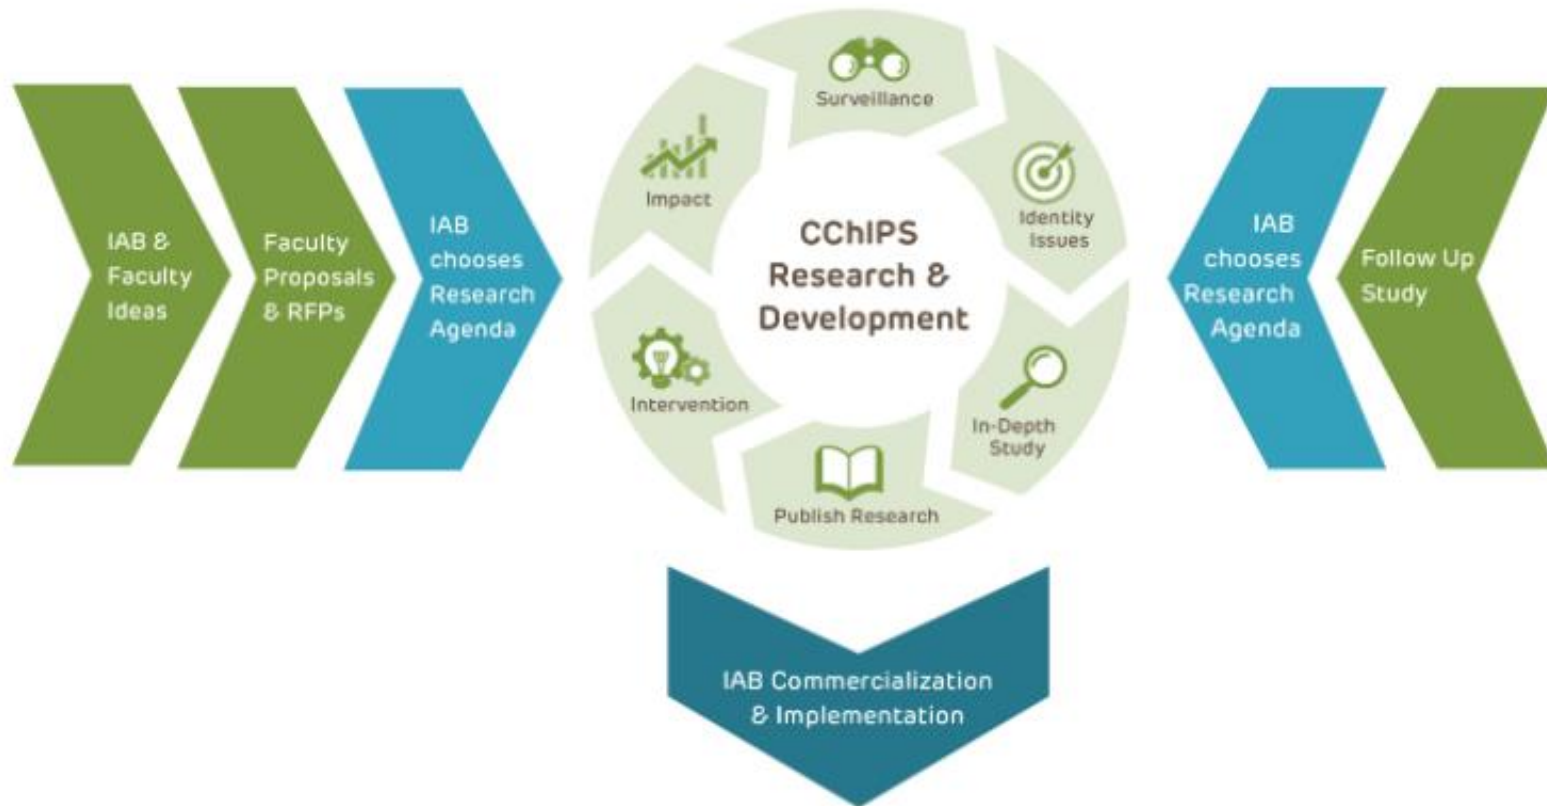 IAB &
Faculty
Ideas
Faculty
Proposals
& RFPs
IAB
chooses
Research
Agenda
Surveillance
Identity
Issues
In-Depth
Study
Publish Research
Intervention
Impact
CChIPS
Research &
Development
IAB
chooses
Research
Agenda
Follow Up
Study
IAB Commercialization
& Implementation